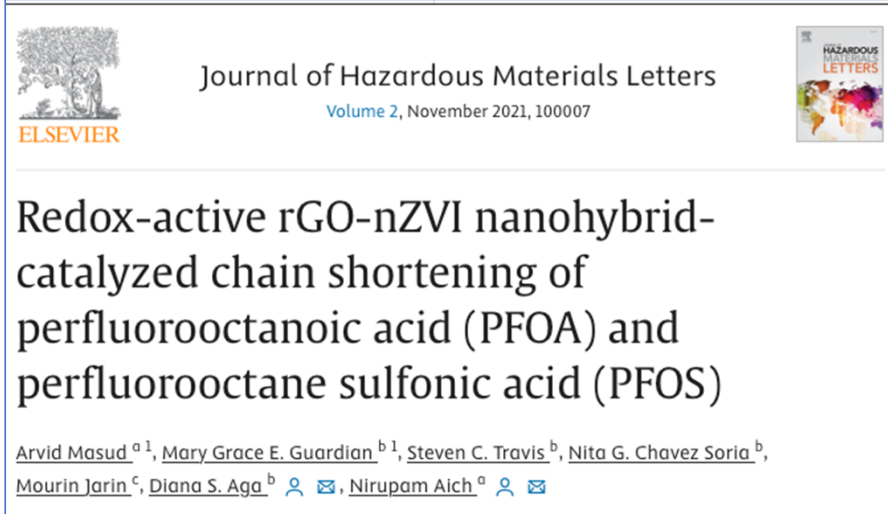 Journal of Hazardous Materials Letters
Volume 2, November 2021, 100007
HAZARDOUS
MATERIALS
LETTERS
ELSEVIER
Redox-active rGO-nZVI nanohybrid-
catalyzed chain shortening of
perfluorooctanoic acid (PFOA) and
perfluorooctane sulfonic acid (PFOS)
Arvid Masud a 1, Mary Grace E. Guardian b 1, Steven C. Travis b, Nita G. Chavez Soria b,
Mourin Jarin c, Diana S. Aga b, Nirupam Aich a